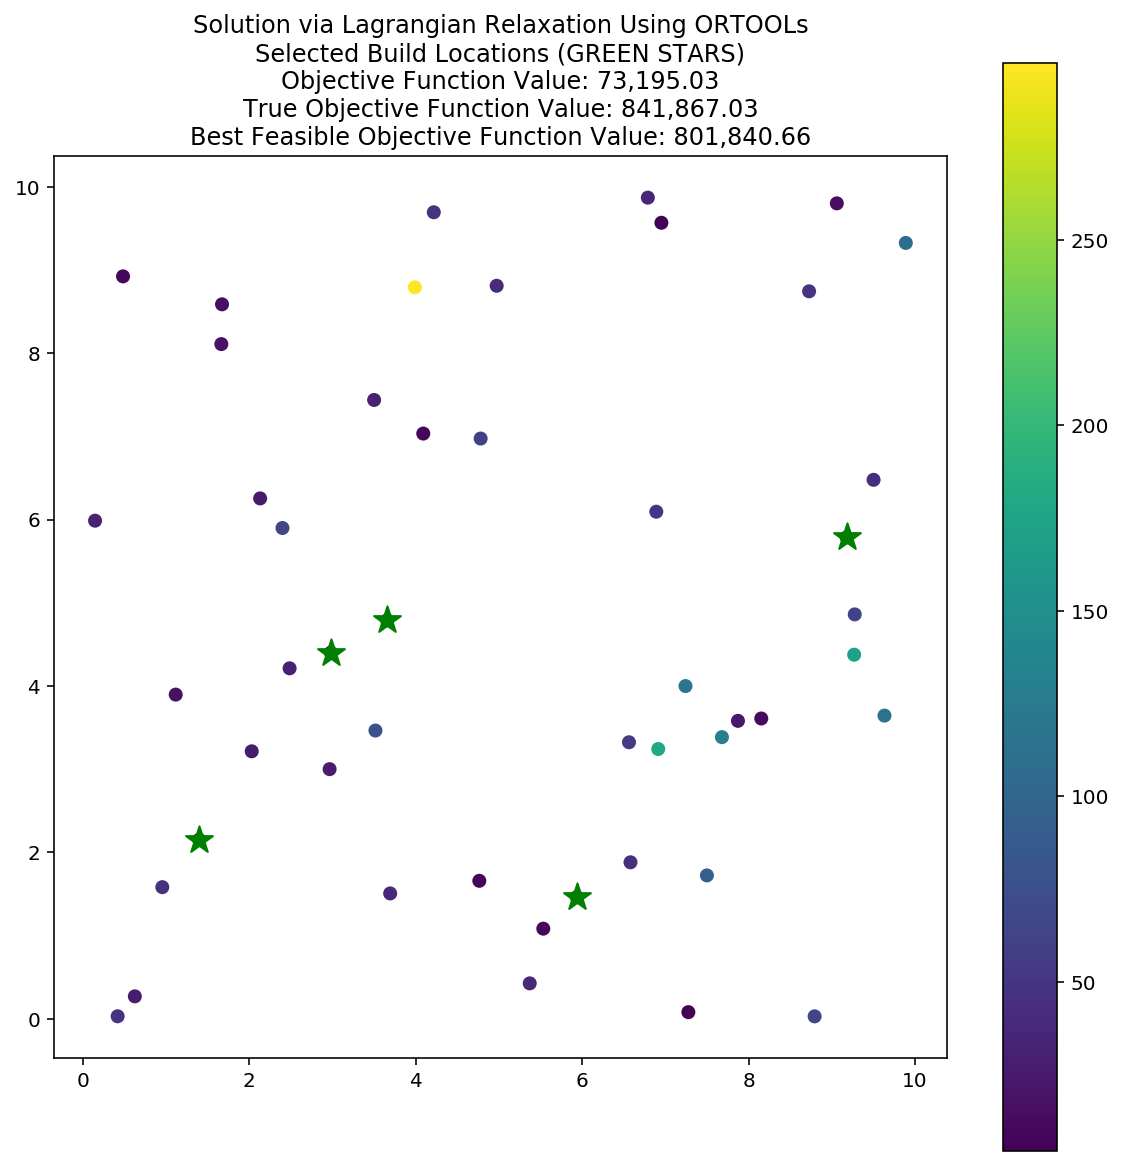 Solution via Lagrangian Relaxation Using ORTOOLs
Selected Build Locations (GREEN STARS)
Objective Function Value: 73,195.03
True Objective Function Value: 841,867.03
Best Feasible Objective Function Value: 801,840.66
10
8
6
4
2
0
0 2 4 6 8 10
250
200
150
100
50